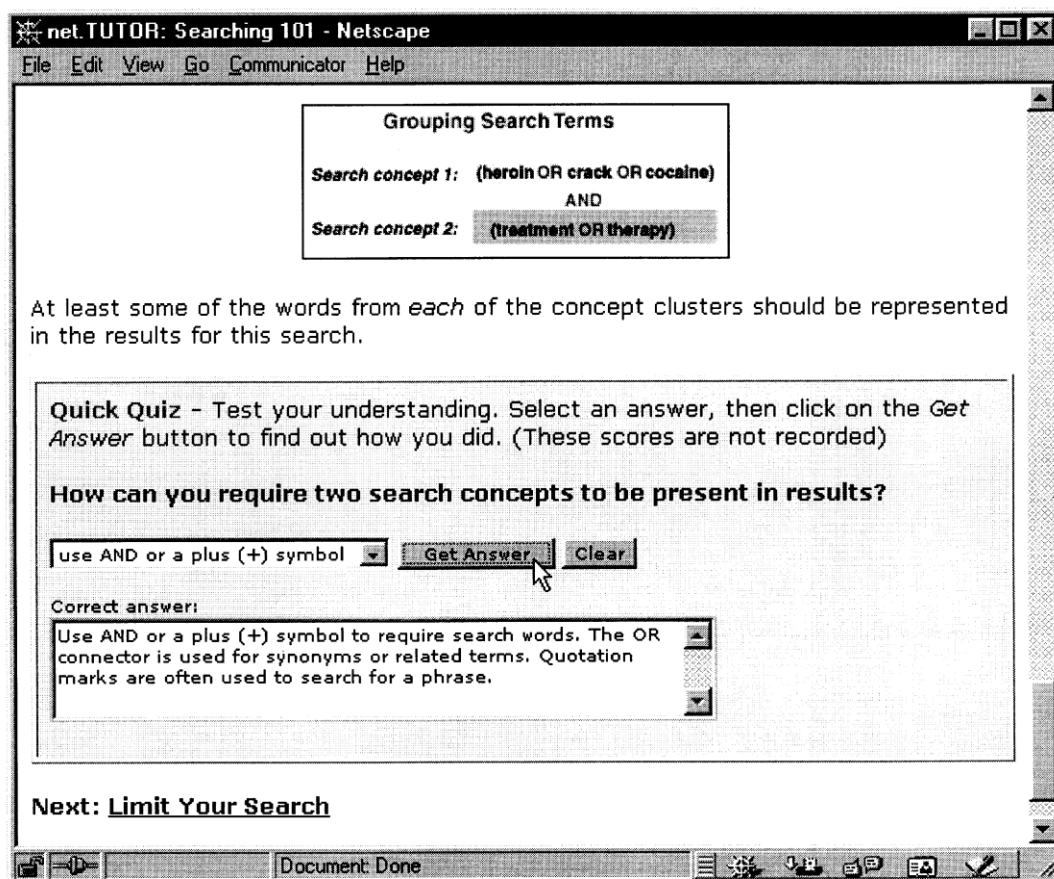 net.TUTOR: Searching 101 - Netscape
File Edit View Go Communicator Help
Grouping Search Terms
Search concept 1: (heroin OR crack OR cocaine)
AND
Search concept 2: (treatment OR therapy)
At least some of the words from each of the concept clusters should be represented
in the results for this search.
Quick Quiz - Test your understanding. Select an answer, then click on the Get
Answer button to find out how you did. (These scores are not recorded)
How can you require two search concepts to be present in results?
use AND or a plus (+) symbol Get Answer Clear
Correct answer:
Use AND or a plus (+) symbol to require search words. The OR
connector is used for synonyms or related terms. Quotation
marks are often used to search for a phrase.
Next: Limit Your Search
Document: Done